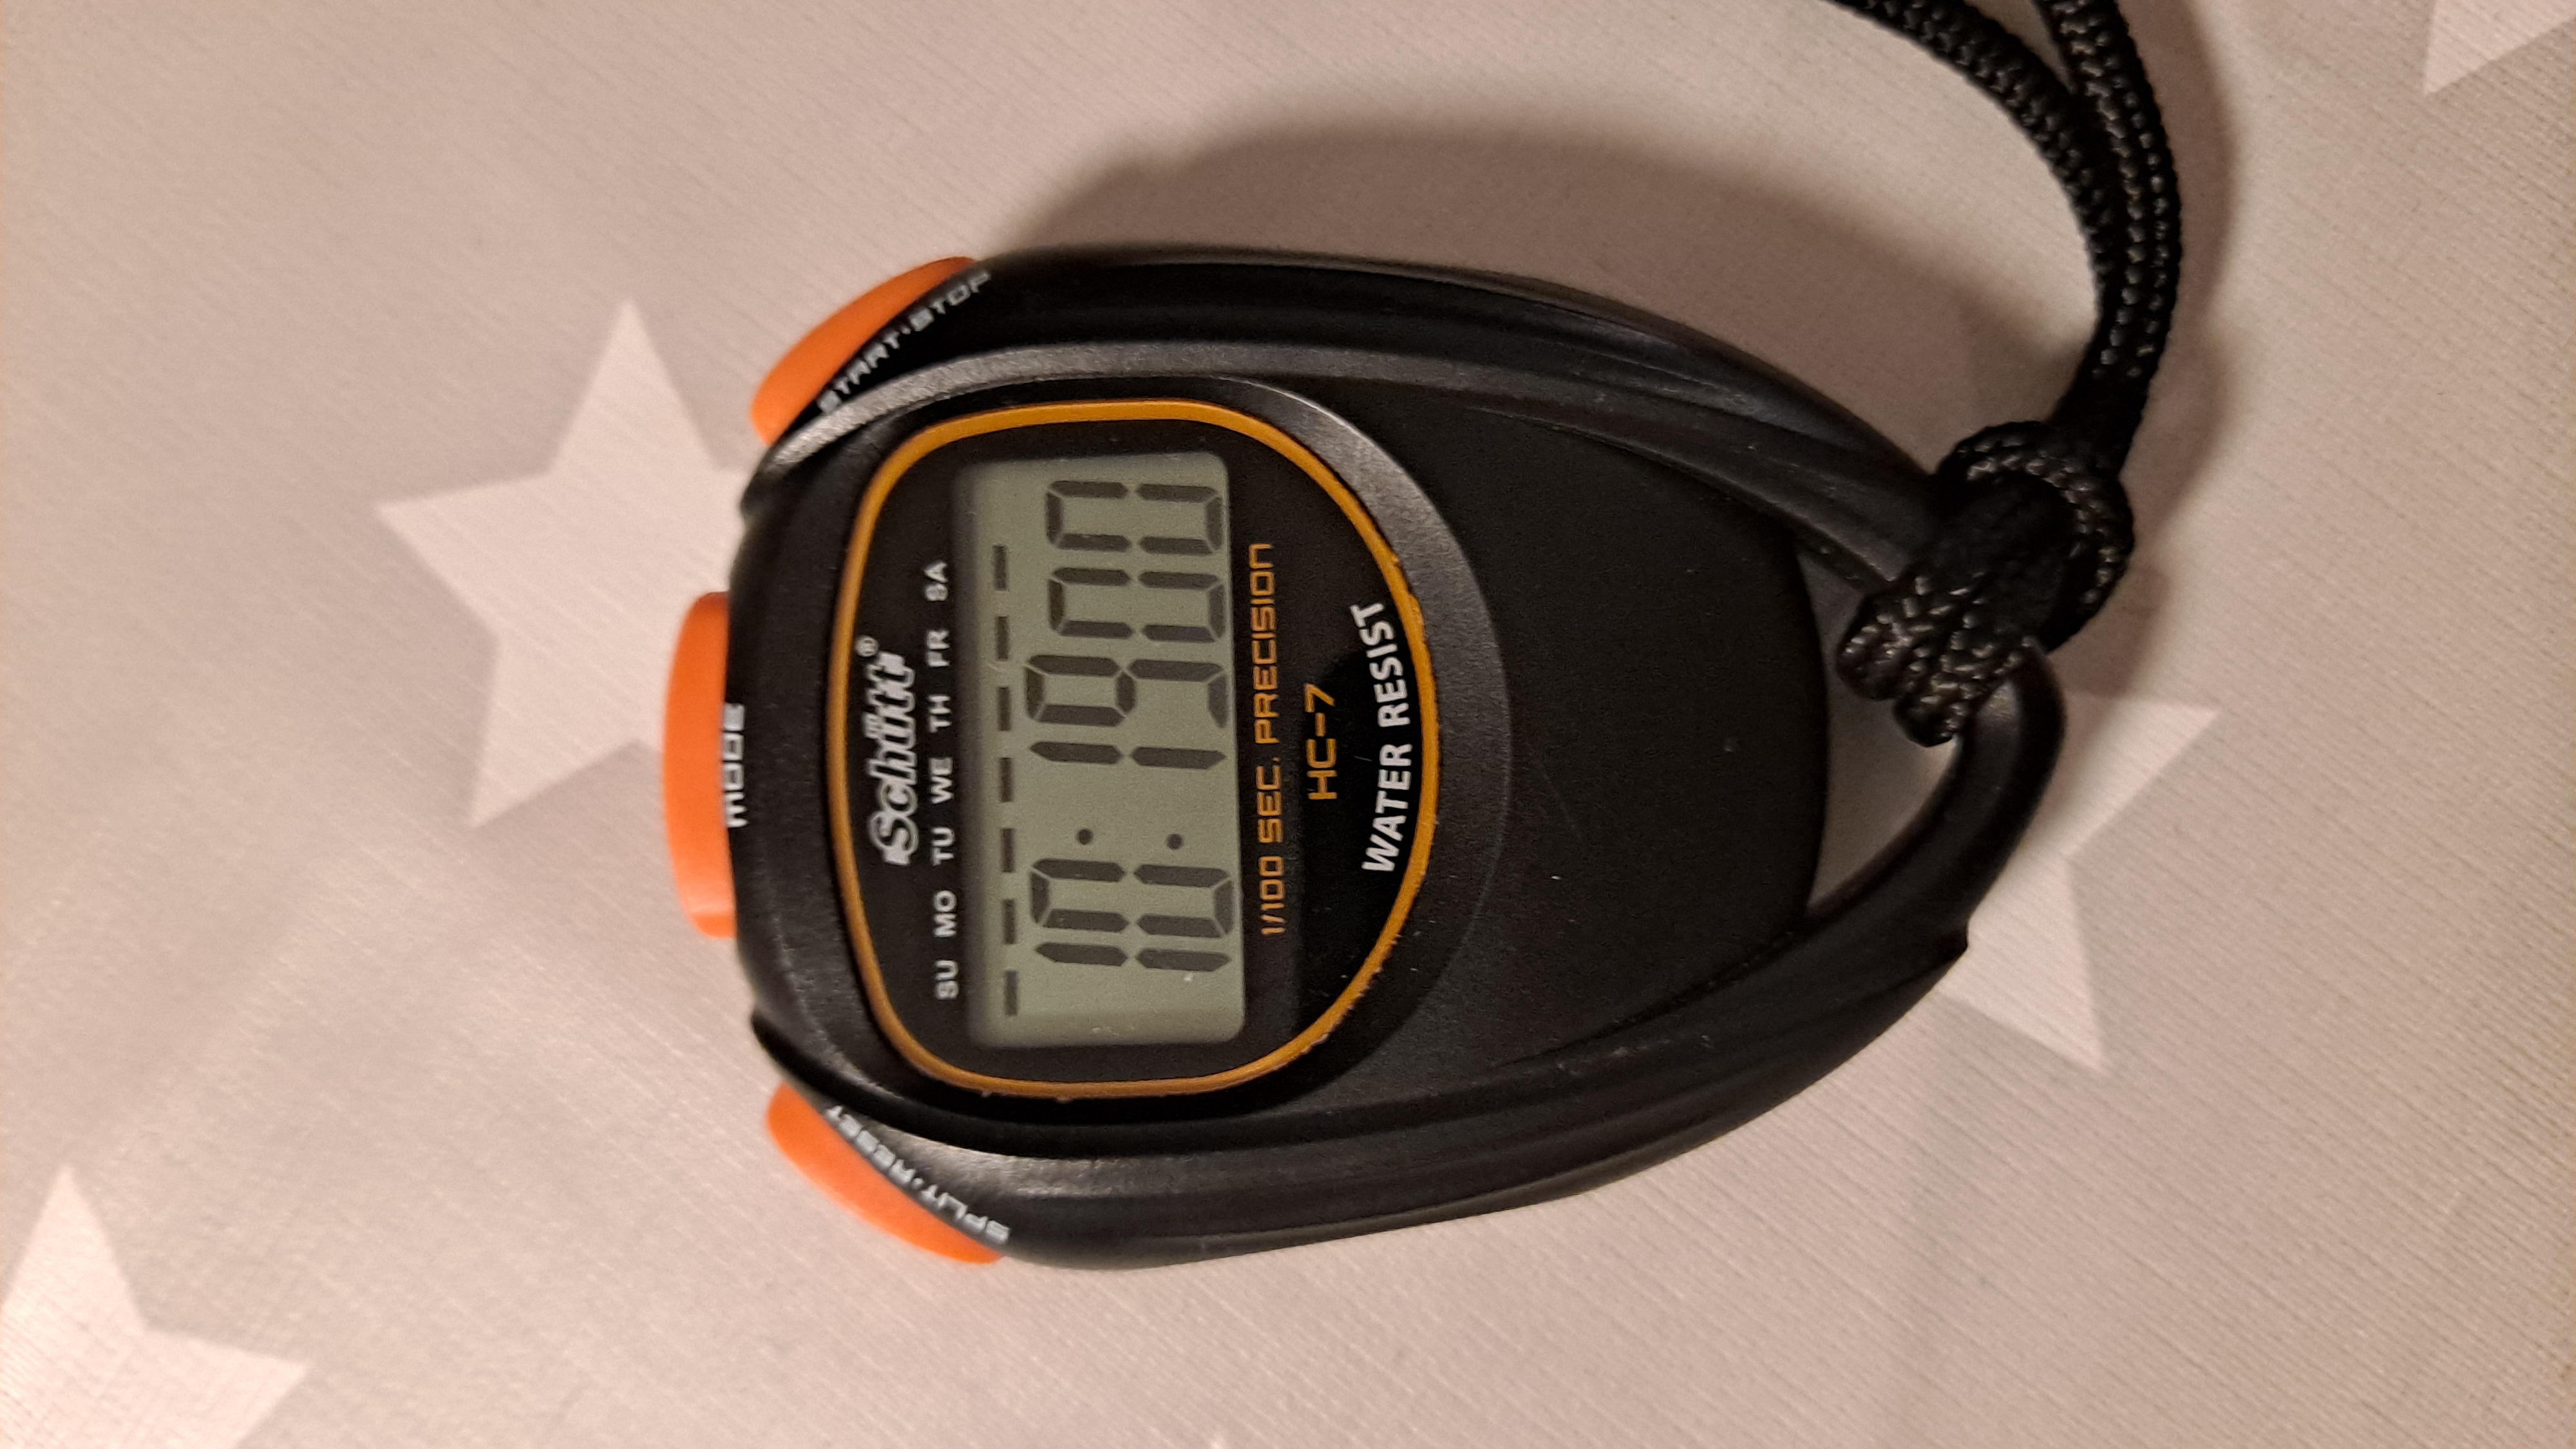 MODE
SPLIT·RESET
START·STOP
Schütt®
SU MO TU WE TH FR SA
10:1900
1/100 SEC. PRECISION
HC-7
WATER RESIST